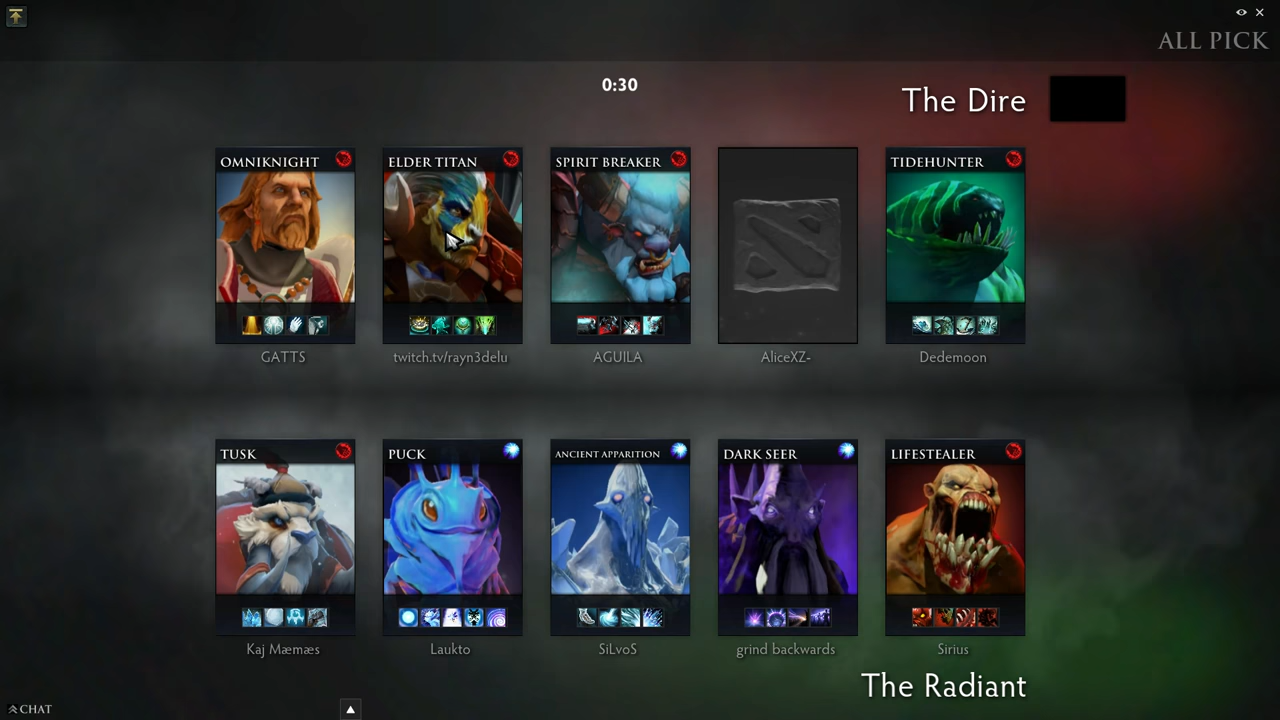 ALL PICK
0:30
The Dire
OMNIKNIGHT
ELDER TITAN
SPIRIT BREAKER
TIDEHUNTER
GATTS
twitch.tv/rayn3delu
AGUILA
AliceXZ-
Dedemoon
TUSK
PUCK
ANCIENT APPARITION
DARK SEER
LIFESTEALER
Kaj Mæmæs
Laukto
SiLvoS
grind backwards
Sirius
The Radiant
CHAT